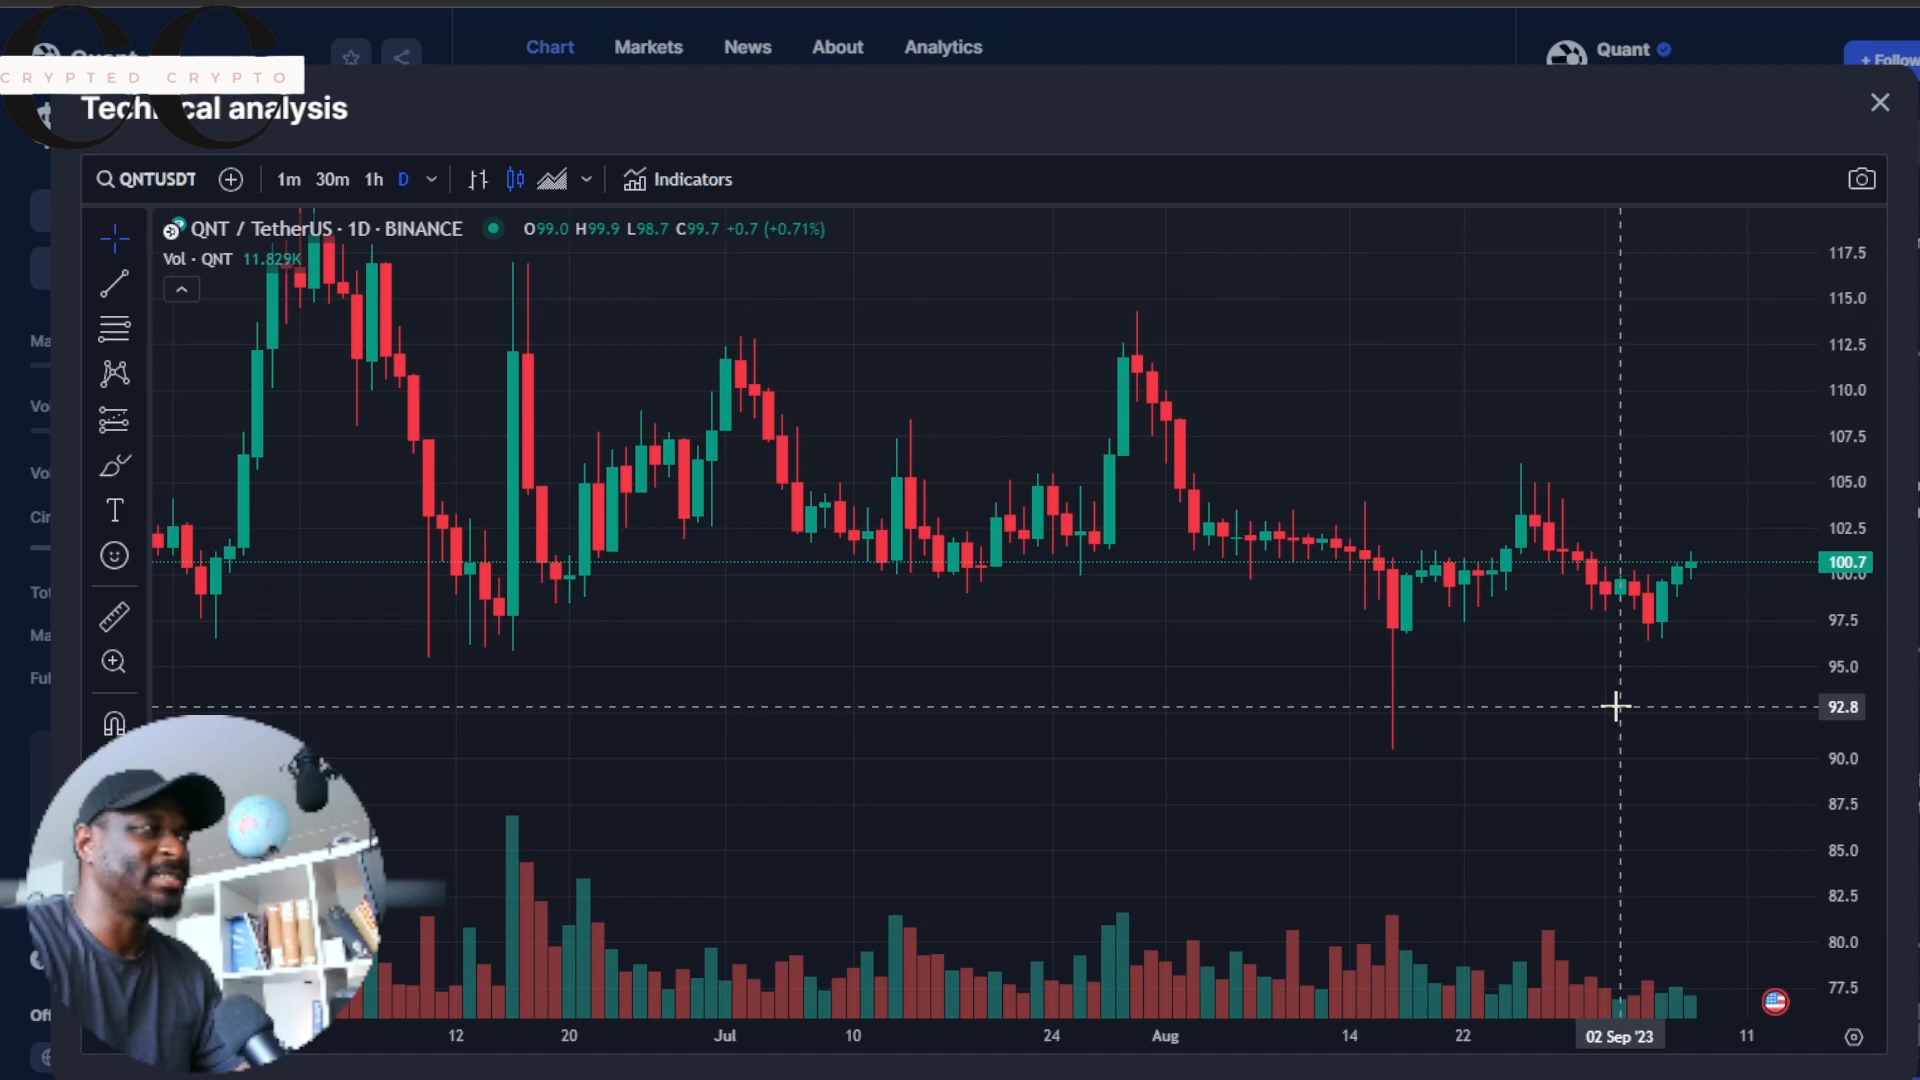 Chart Markets News About Analytics
Quant
+ Follow
CRYPTED CRYPTO
Technical analysis
QNTUSDT 1m 30m 1h D Indicators
QNT / TetherUS · 1D · BINANCE O99.0 H99.9 L98.7 C99.7 +0.7 (+0.71%)
Vol · QNT 11.829K
117.5
115.0
112.5
110.0
107.5
105.0
102.5
100.7
100.0
97.5
95.0
92.8
90.0
87.5
85.0
82.5
80.0
77.5
12 20 Jul 10 24 Aug 14 22 02 Sep '23 11